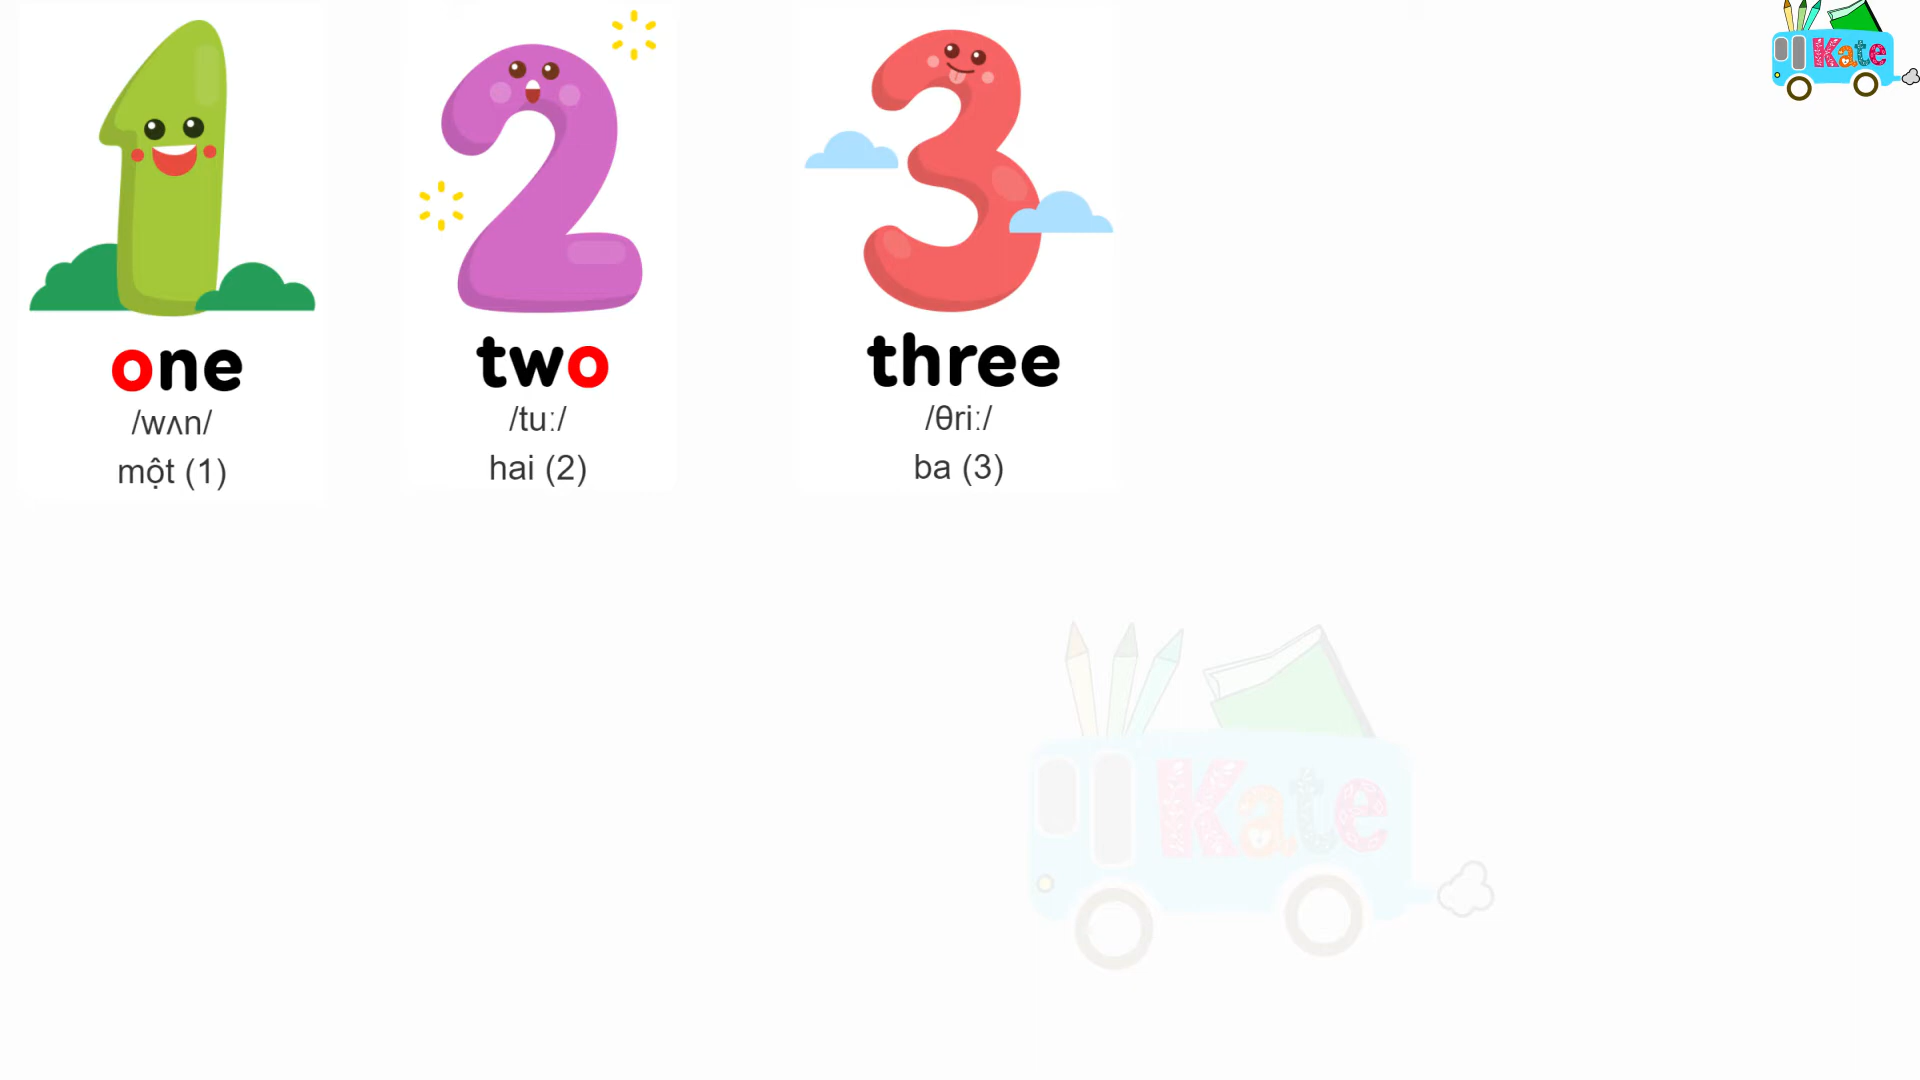 Kate
one
/wʌn/
một (1)
two
/tuː/
hai (2)
three
/θriː/
ba (3)
Kate